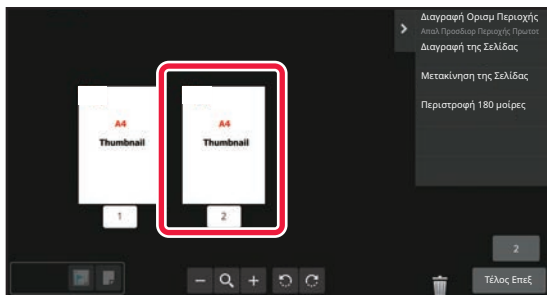 Διαγραφή Ορισμ Περιοχής
Απαλ Προσδιορ Περιοχής Πρωτοτ
Διαγραφή της Σελίδας
Μετακίνηση της Σελίδας
Περιστροφή 180 μοίρες
A4
Thumbnail
A4
Thumbnail
1
2
2
Τέλος Επεξ